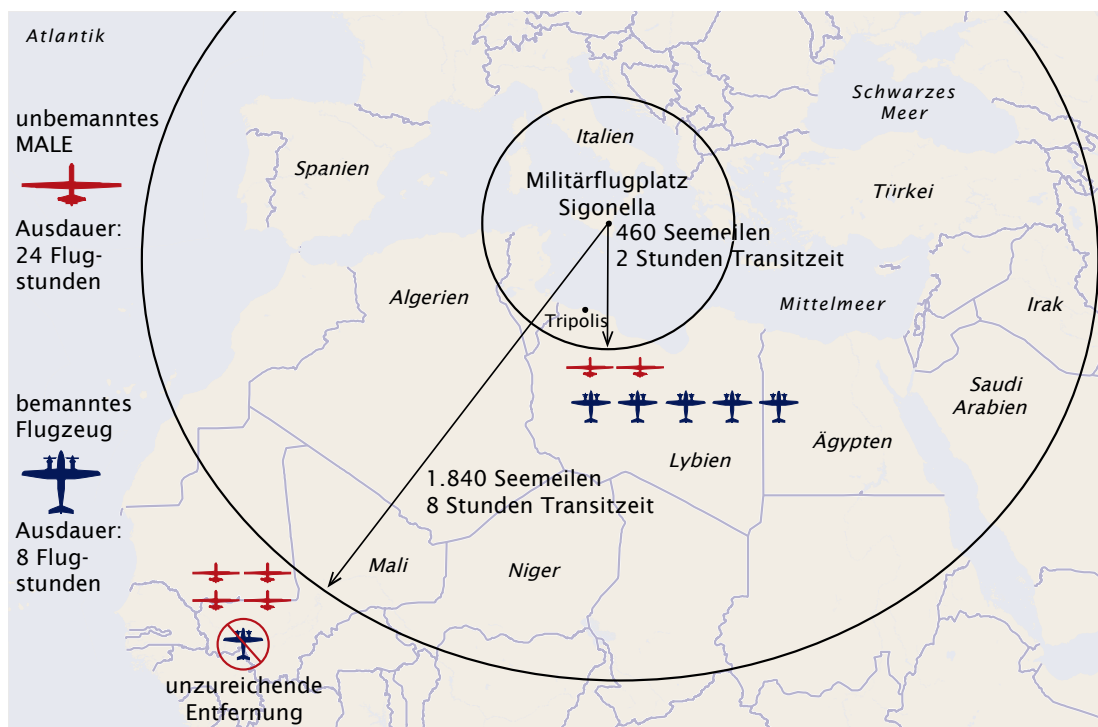 Atlantik
unbemanntes
MALE
Ausdauer:
24 Flug-
stunden
bemanntes
Flugzeug
Ausdauer:
8 Flug-
stunden
Spanien
Italien
Militärflugplatz
Sigonella
460 Seemeilen
2 Stunden Transitzeit
Schwarzes
Meer
Türkei
Mittelmeer
Irak
Saudi
Arabien
Algerien
Tripolis
Lybien
Ägypten
1.840 Seemeilen
8 Stunden Transitzeit
Mali
Niger
unzureichende
Entfernung